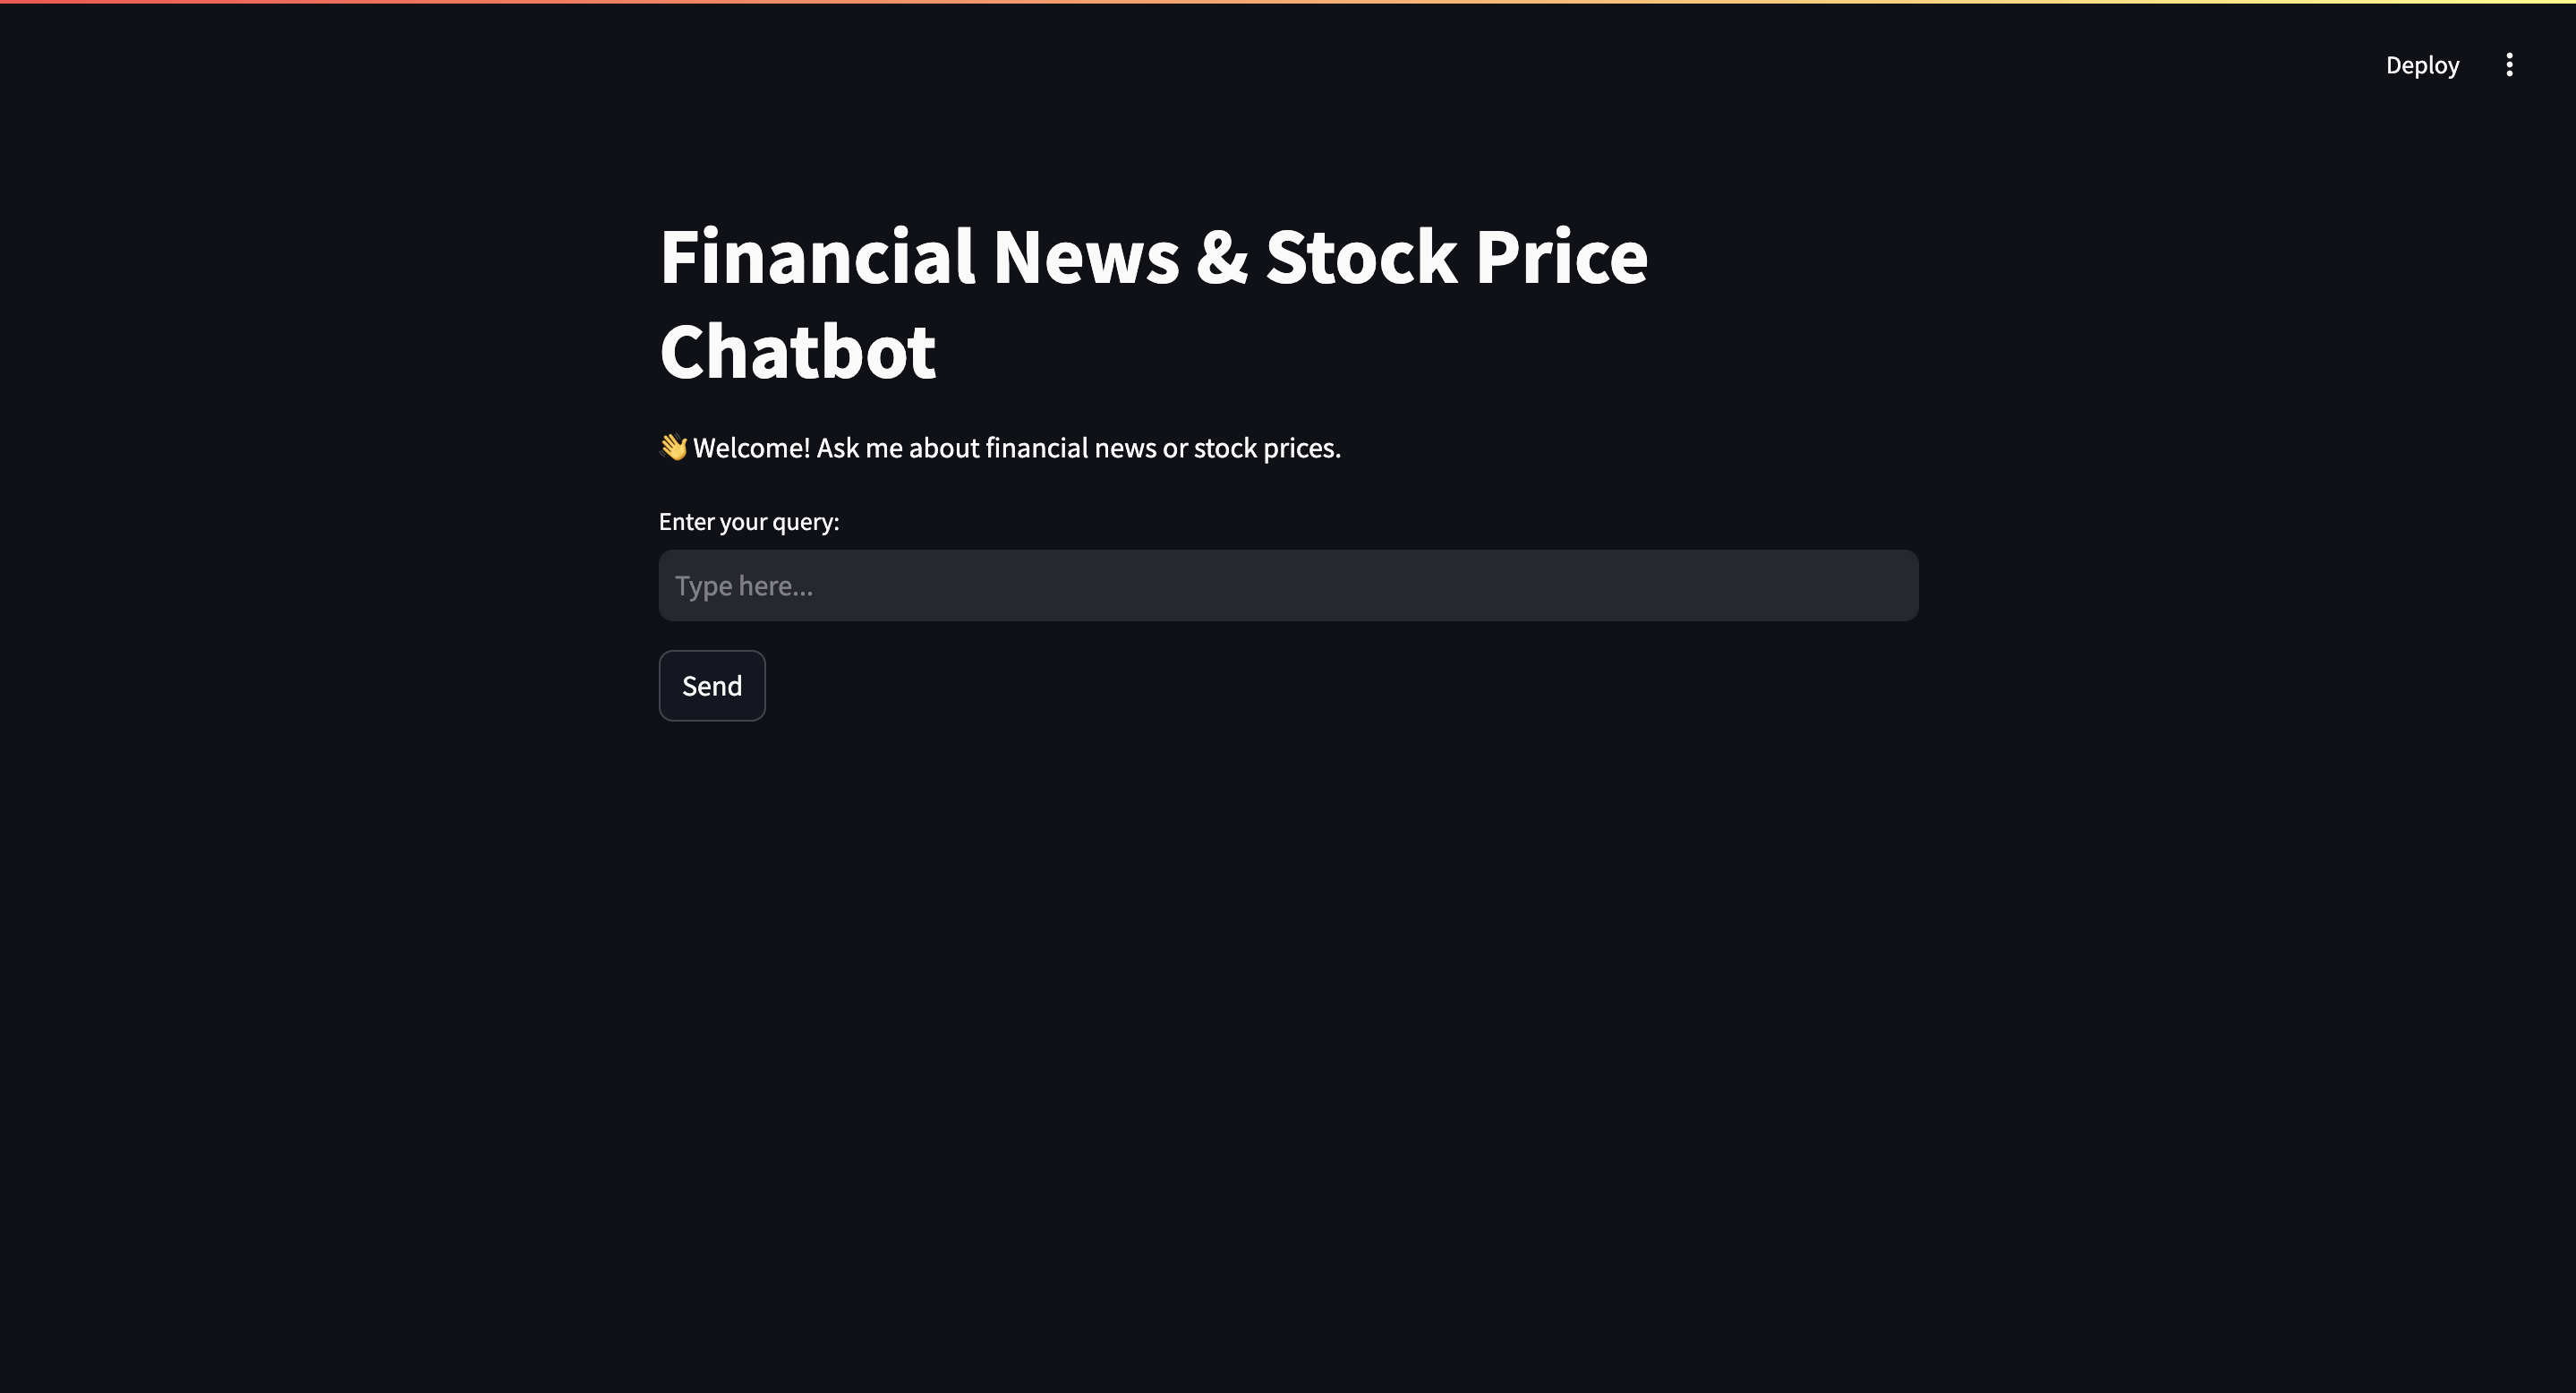 Deploy
Financial News & Stock Price
Chatbot
👋 Welcome! Ask me about financial news or stock prices.
Enter your query:
Type here...
Send